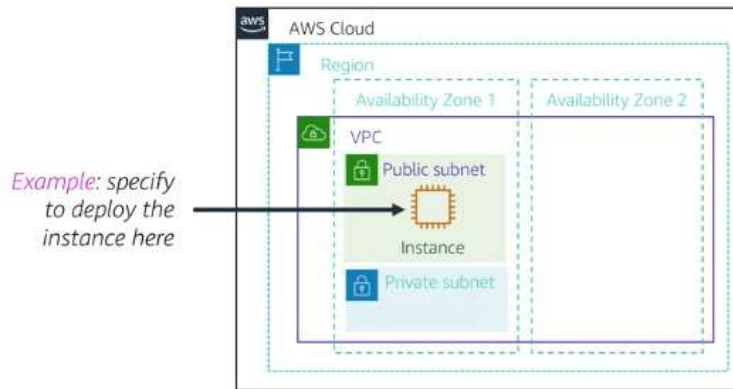 aws
AWS Cloud
Region
Availability Zone 1
Availability Zone 2
VPC
Public subnet
Example: specify
to deploy the
instance here
Instance
Private subnet